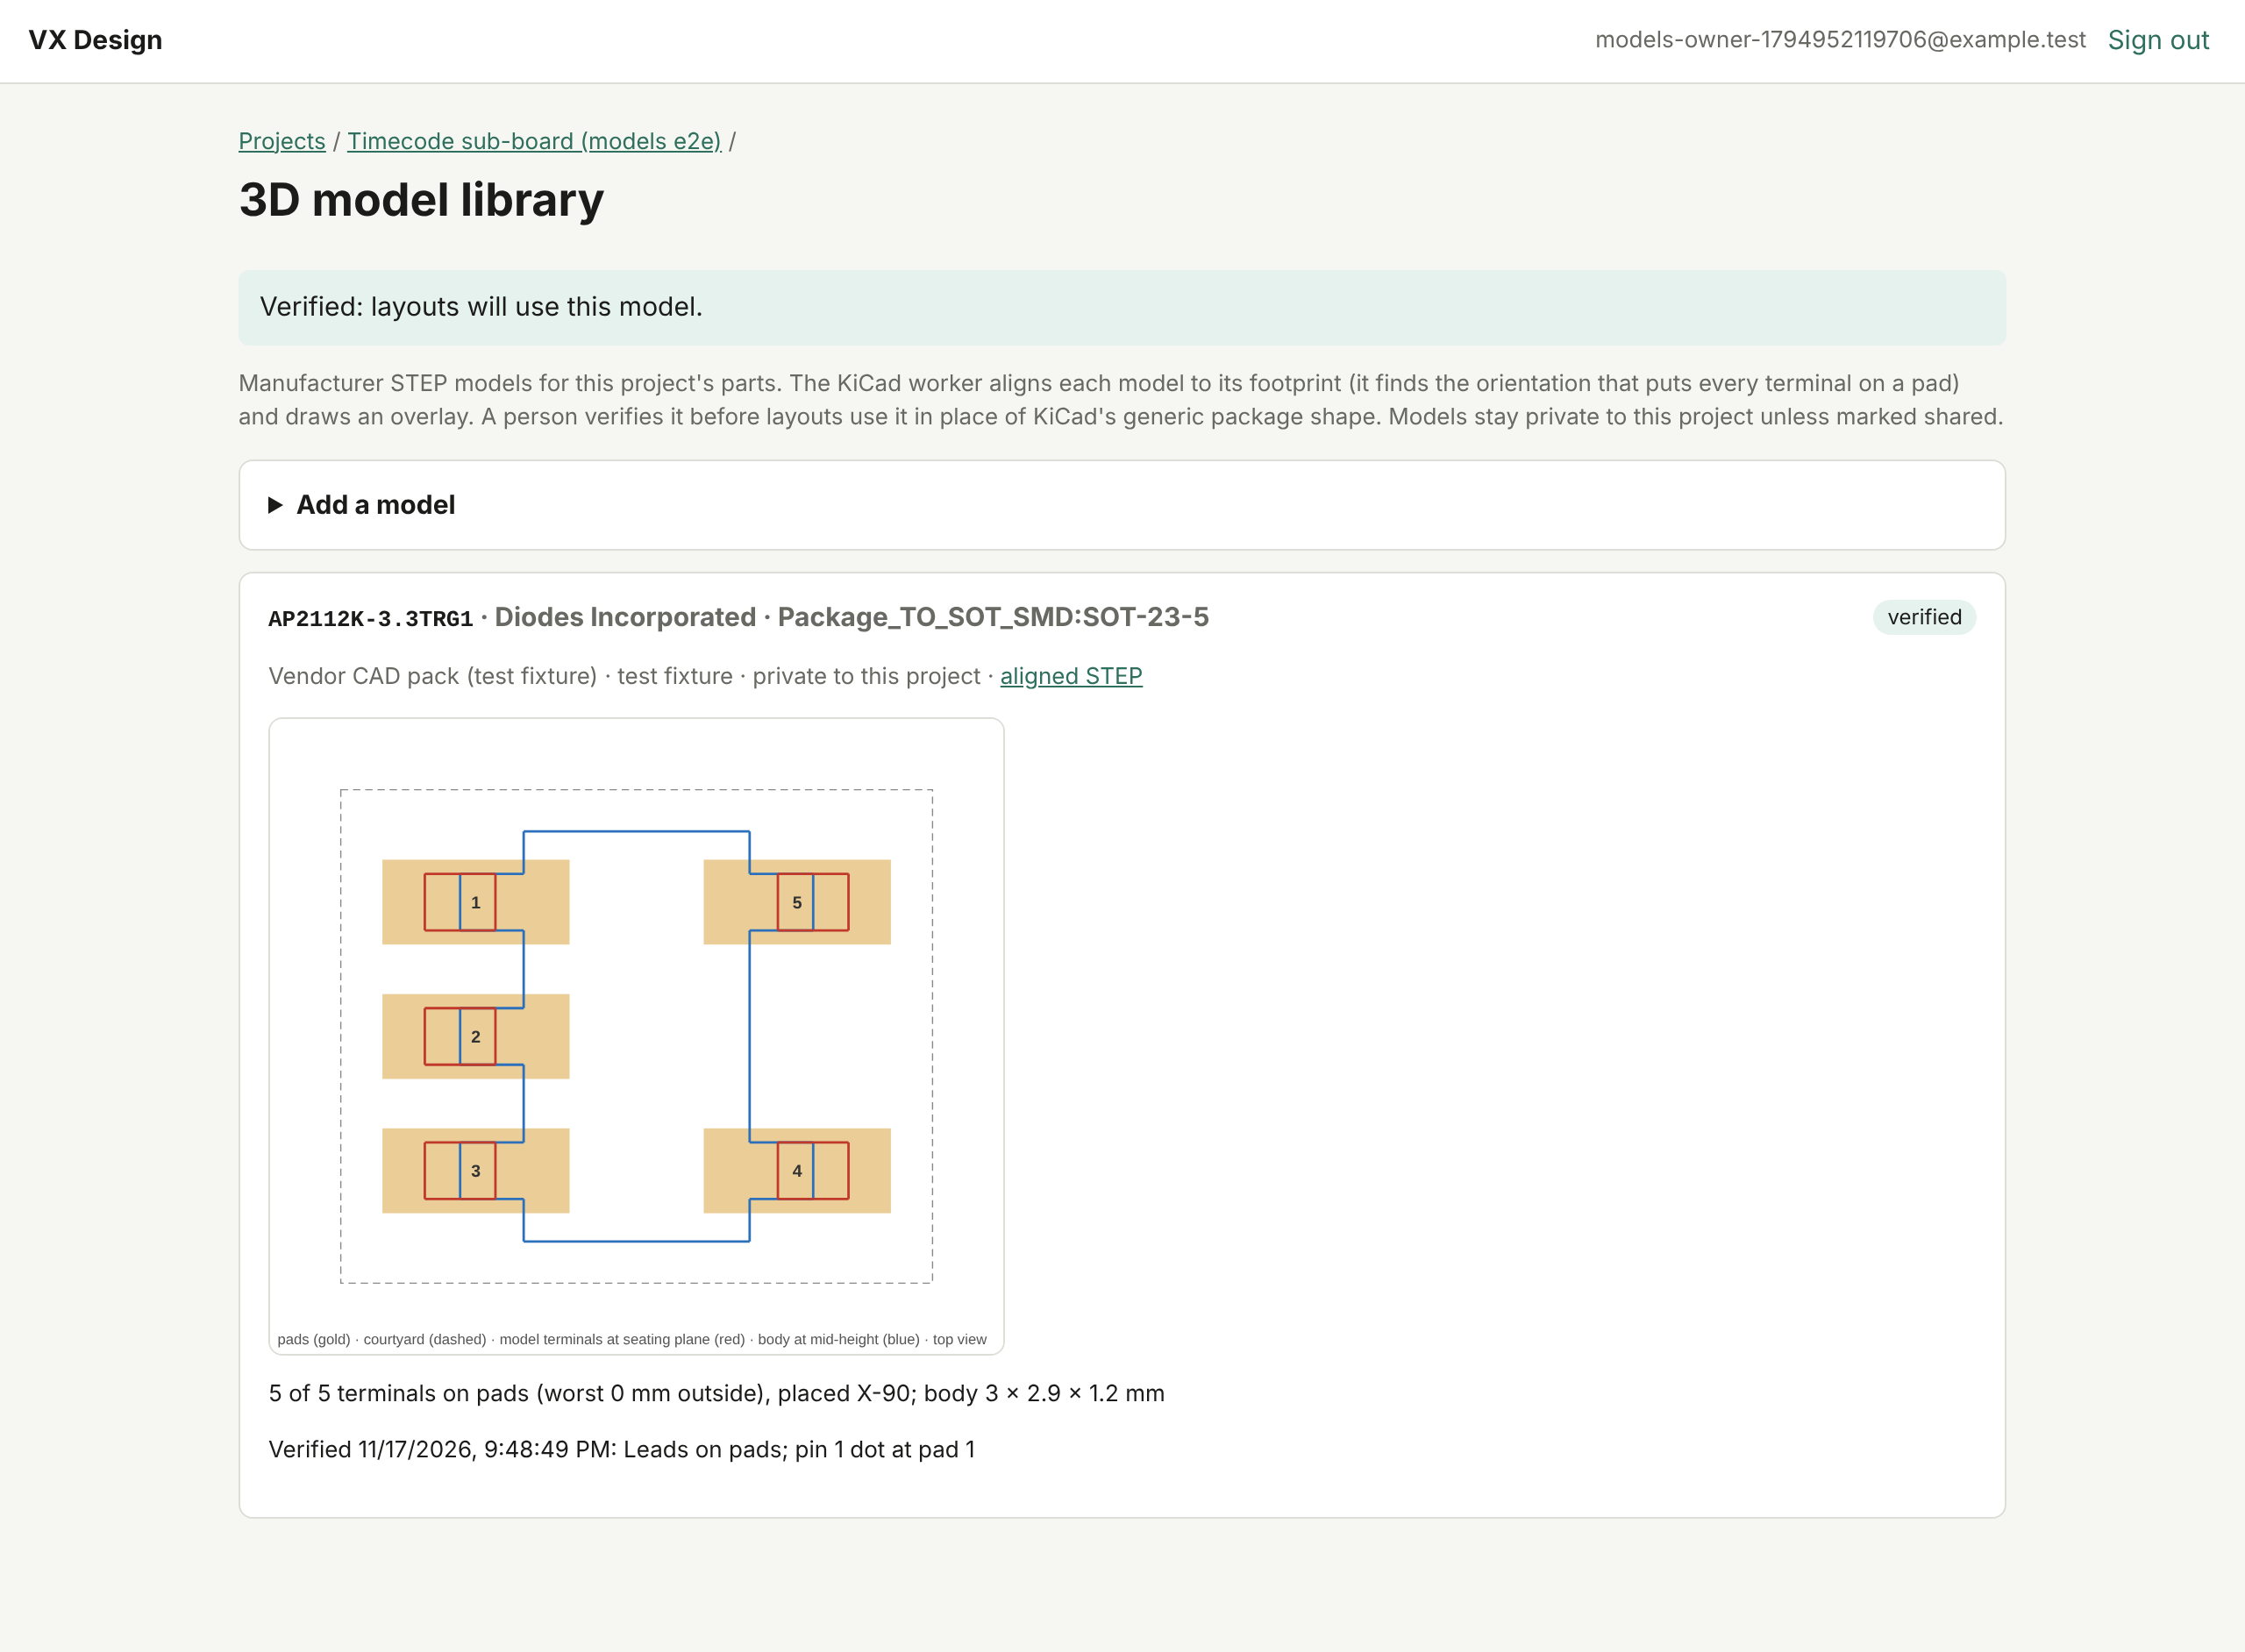 VX Design
models-owner-1794952119706@example.test Sign out
Projects / Timecode sub-board (models e2e) /
3D model library
Verified: layouts will use this model.
Manufacturer STEP models for this project's parts. The KiCad worker aligns each model to its footprint (it finds the orientation that puts every terminal on a pad)
and draws an overlay. A person verifies it before layouts use it in place of KiCad's generic package shape. Models stay private to this project unless marked shared.
Add a model
AP2112K-3.3TRG1 · Diodes Incorporated · Package_TO_SOT_SMD:SOT-23-5
verified
Vendor CAD pack (test fixture) · test fixture · private to this project · aligned STEP
1
5
2
3
4
pads (gold) · courtyard (dashed) · model terminals at seating plane (red) · body at mid-height (blue) · top view
5 of 5 terminals on pads (worst 0 mm outside), placed X-90; body 3 × 2.9 × 1.2 mm
Verified 11/17/2026, 9:48:49 PM: Leads on pads; pin 1 dot at pad 1